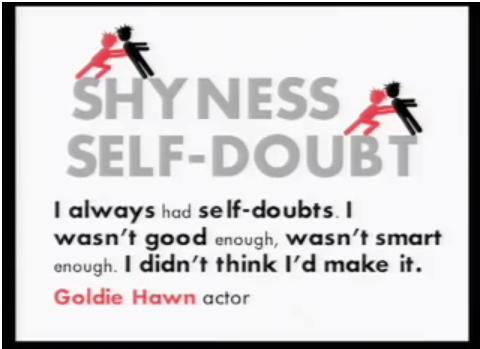 SHYNESS
SELF-DOUBT
I always had self-doubts. I
wasn't good enough, wasn't smart
enough. I didn't think I'd make it.
Goldie Hawn actor